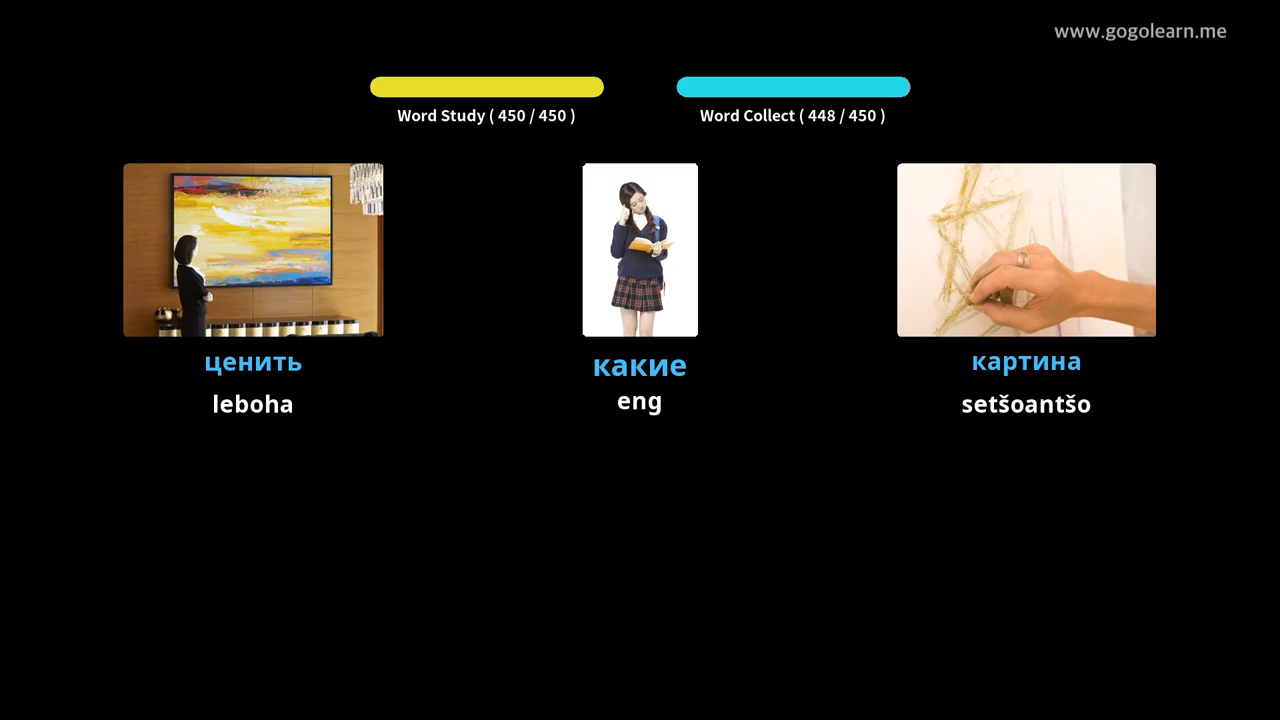 www.gogolearn.me
Word Study ( 450 / 450 )
Word Collect ( 448 / 450 )
ценить
какие
картина
leboha
eng
setšoantšo